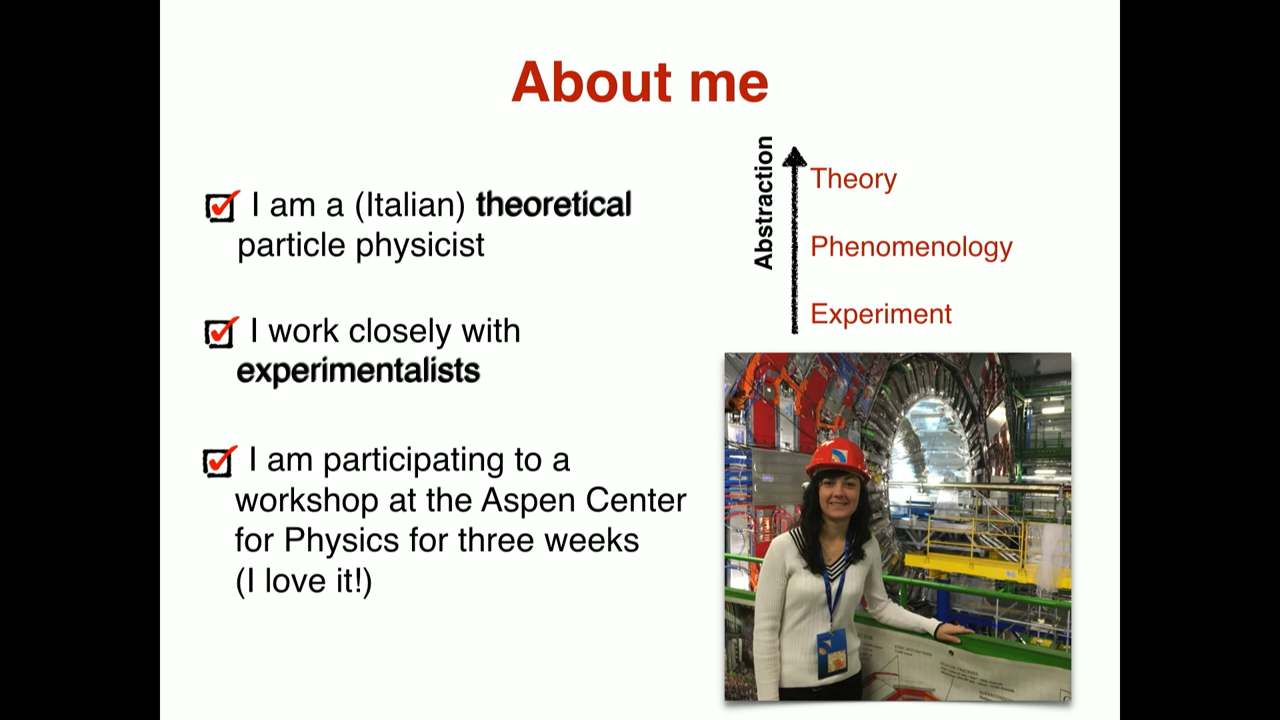 About me
I am a (Italian) theoretical
particle physicist
I work closely with
experimentalists
I am participating to a
workshop at the Aspen Center
for Physics for three weeks
(I love it!)
Abstraction
Theory
Phenomenology
Experiment